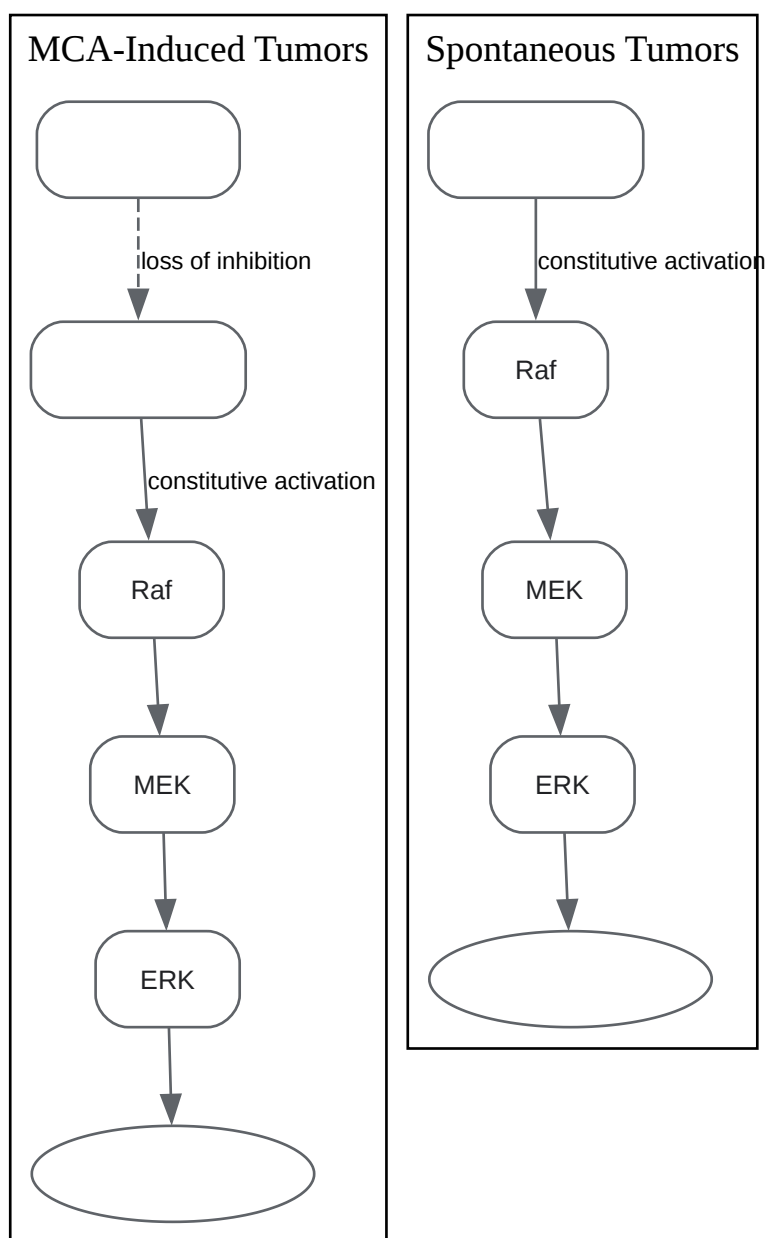 MCA-Induced Tumors
loss of inhibition
constitutive activation
Raf
MEK
ERK
Spontaneous Tumors
constitutive activation
Raf
MEK
ERK